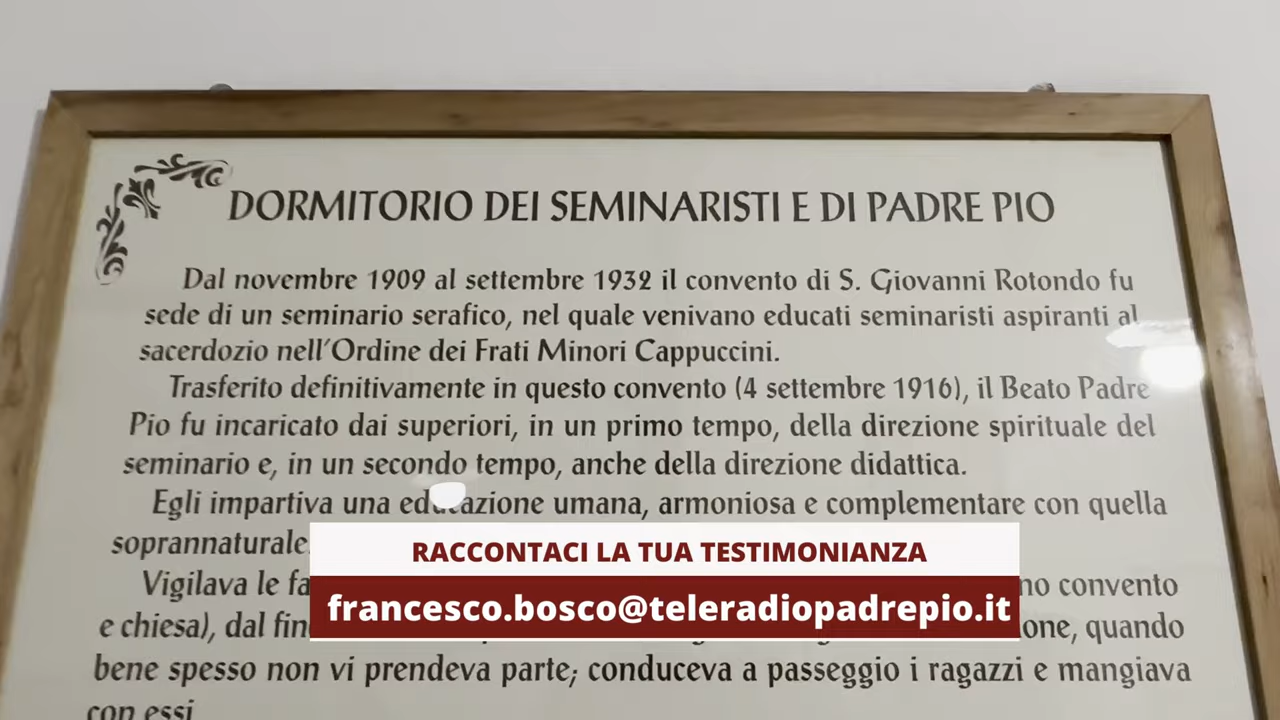 DORMITORIO DEI SEMINARISTI E DI PADRE PIO
Dal novembre 1909 al settembre 1932 il convento di S. Giovanni Rotondo fu
sede di un seminario serafico, nel quale venivano educati seminaristi aspiranti al
sacerdozio nell'Ordine dei Frati Minori Cappuccini.
Trasferito definitivamente in questo convento (4 settembre 1916), il Beato Padre
Pio fu incaricato dai superiori, in un primo tempo, della direzione spirituale del
seminario e, in un secondo tempo, anche della direzione didattica.
Egli impartiva una educazione umana, armoniosa e complementare con quella
soprannaturale
RACCONTACI LA TUA TESTIMONIANZA
Vigilava le convento
francesco.bosco@teleradiopadrepio.it
e chiesa), dal quando
bene spesso non vi prendeva parte; conduceva a passeggio i ragazzi e mangiava
con essi